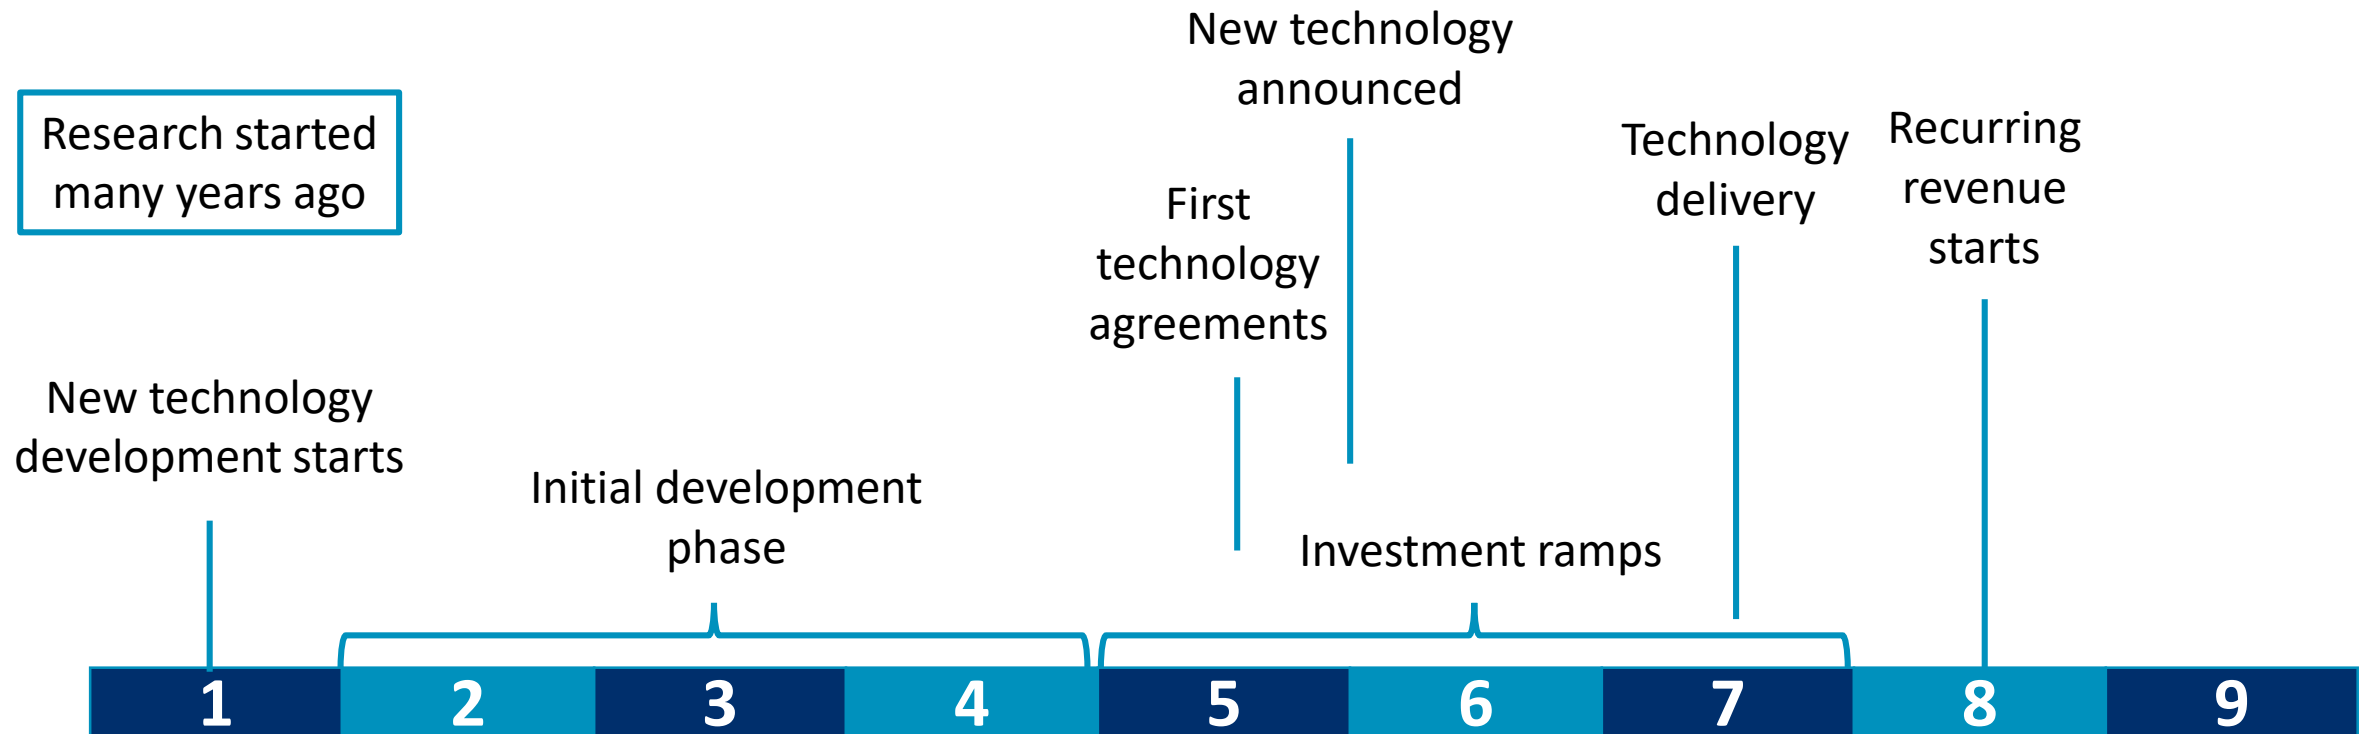 Research started
many years ago
New technology
development starts
Initial development
phase
First
technology
agreements
New technology
announced
Investment ramps
Technology
delivery
Recurring
revenue
starts
1 2 3 4 5 6 7 8 9